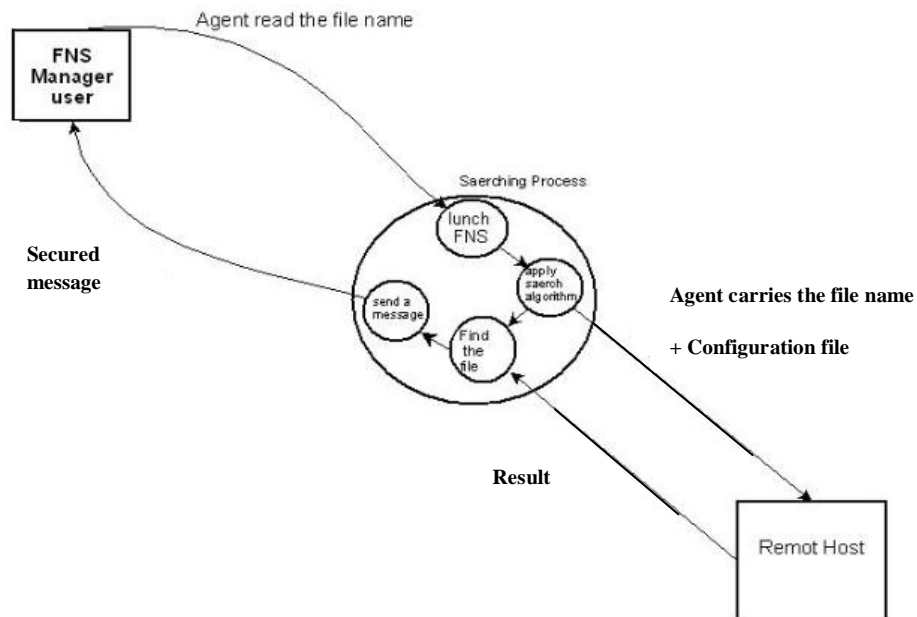 Agent read the file name
FNS
Manager
user
Saerching Process
lunch
FNS
apply
saerch
algorithm
Secured
message
send a
message
Find
the
file
Agent carries the file name
+ Configuration file
Result
Remot Host